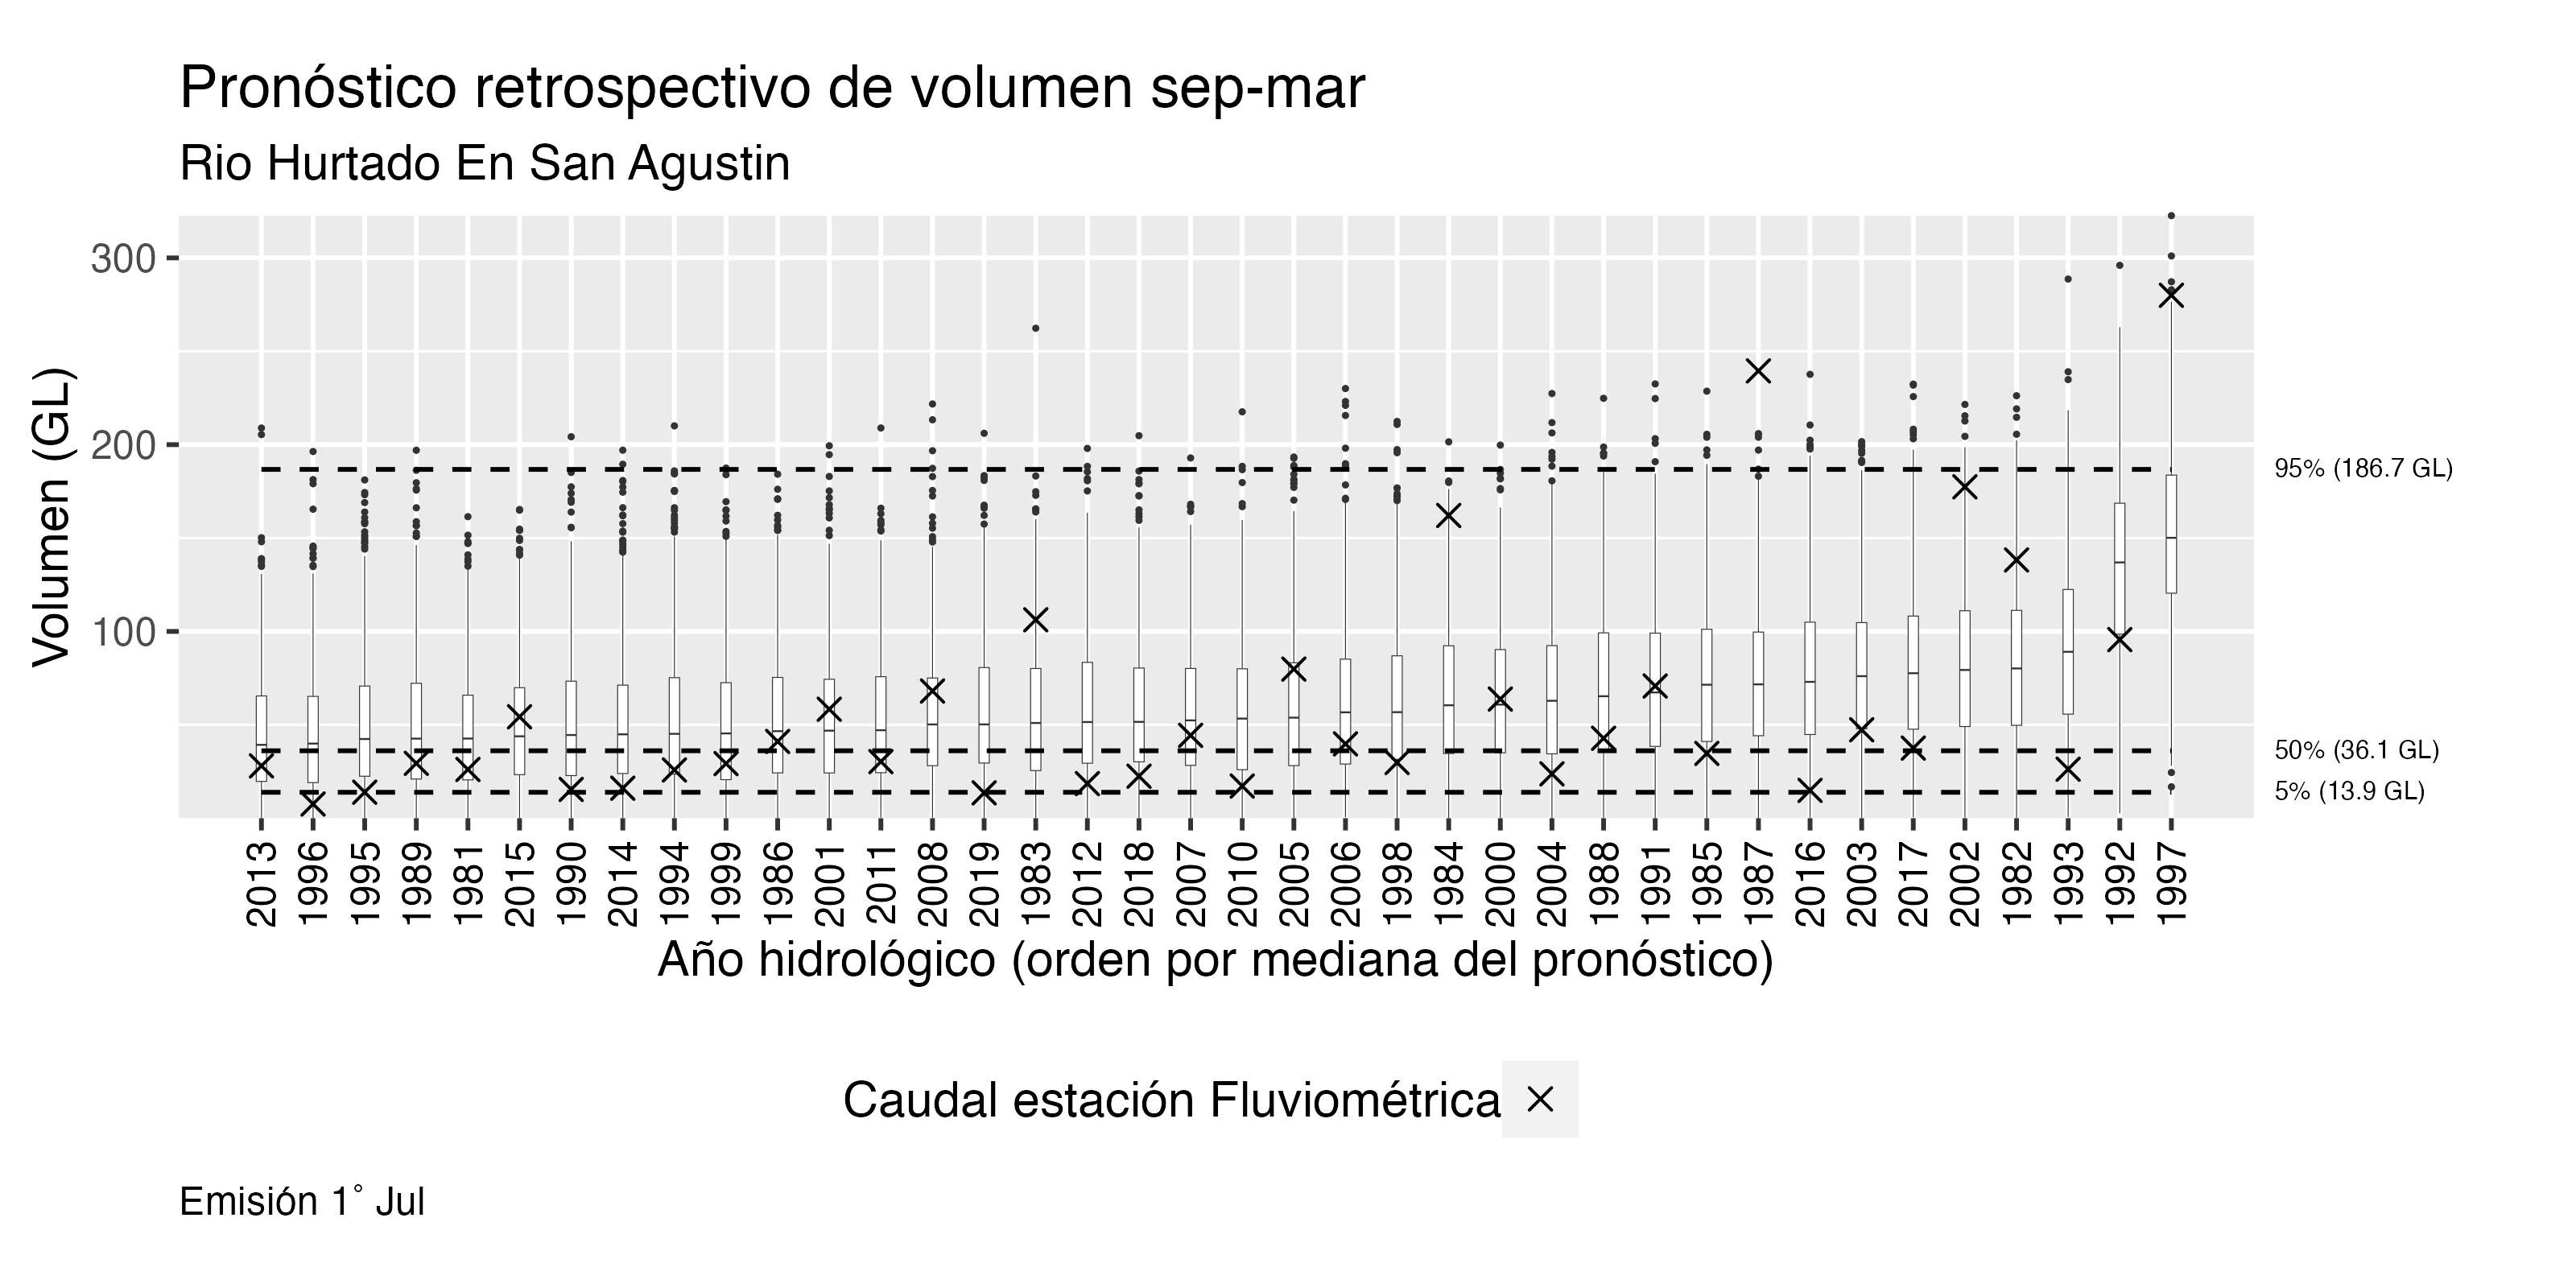 Pronóstico retrospectivo de volumen sep-mar
Rio Hurtado En San Agustin
Volumen (GL)
300
200
100
95% (186.7 GL)
50% (36.1 GL)
5% (13.9 GL)
2013 1996 1995 1989 1981 2015 1990 2014 1994 1999 1986 2001 2011 2008 2019 1983 2012 2018 2007 2010 2005 2006 1998 1984 2000 2004 1988 1991 1985 1987 2016 2003 2017 2002 1982 1993 1992 1997
Año hidrológico (orden por mediana del pronóstico)
Caudal estación Fluviométrica
Emisión 1° Jul